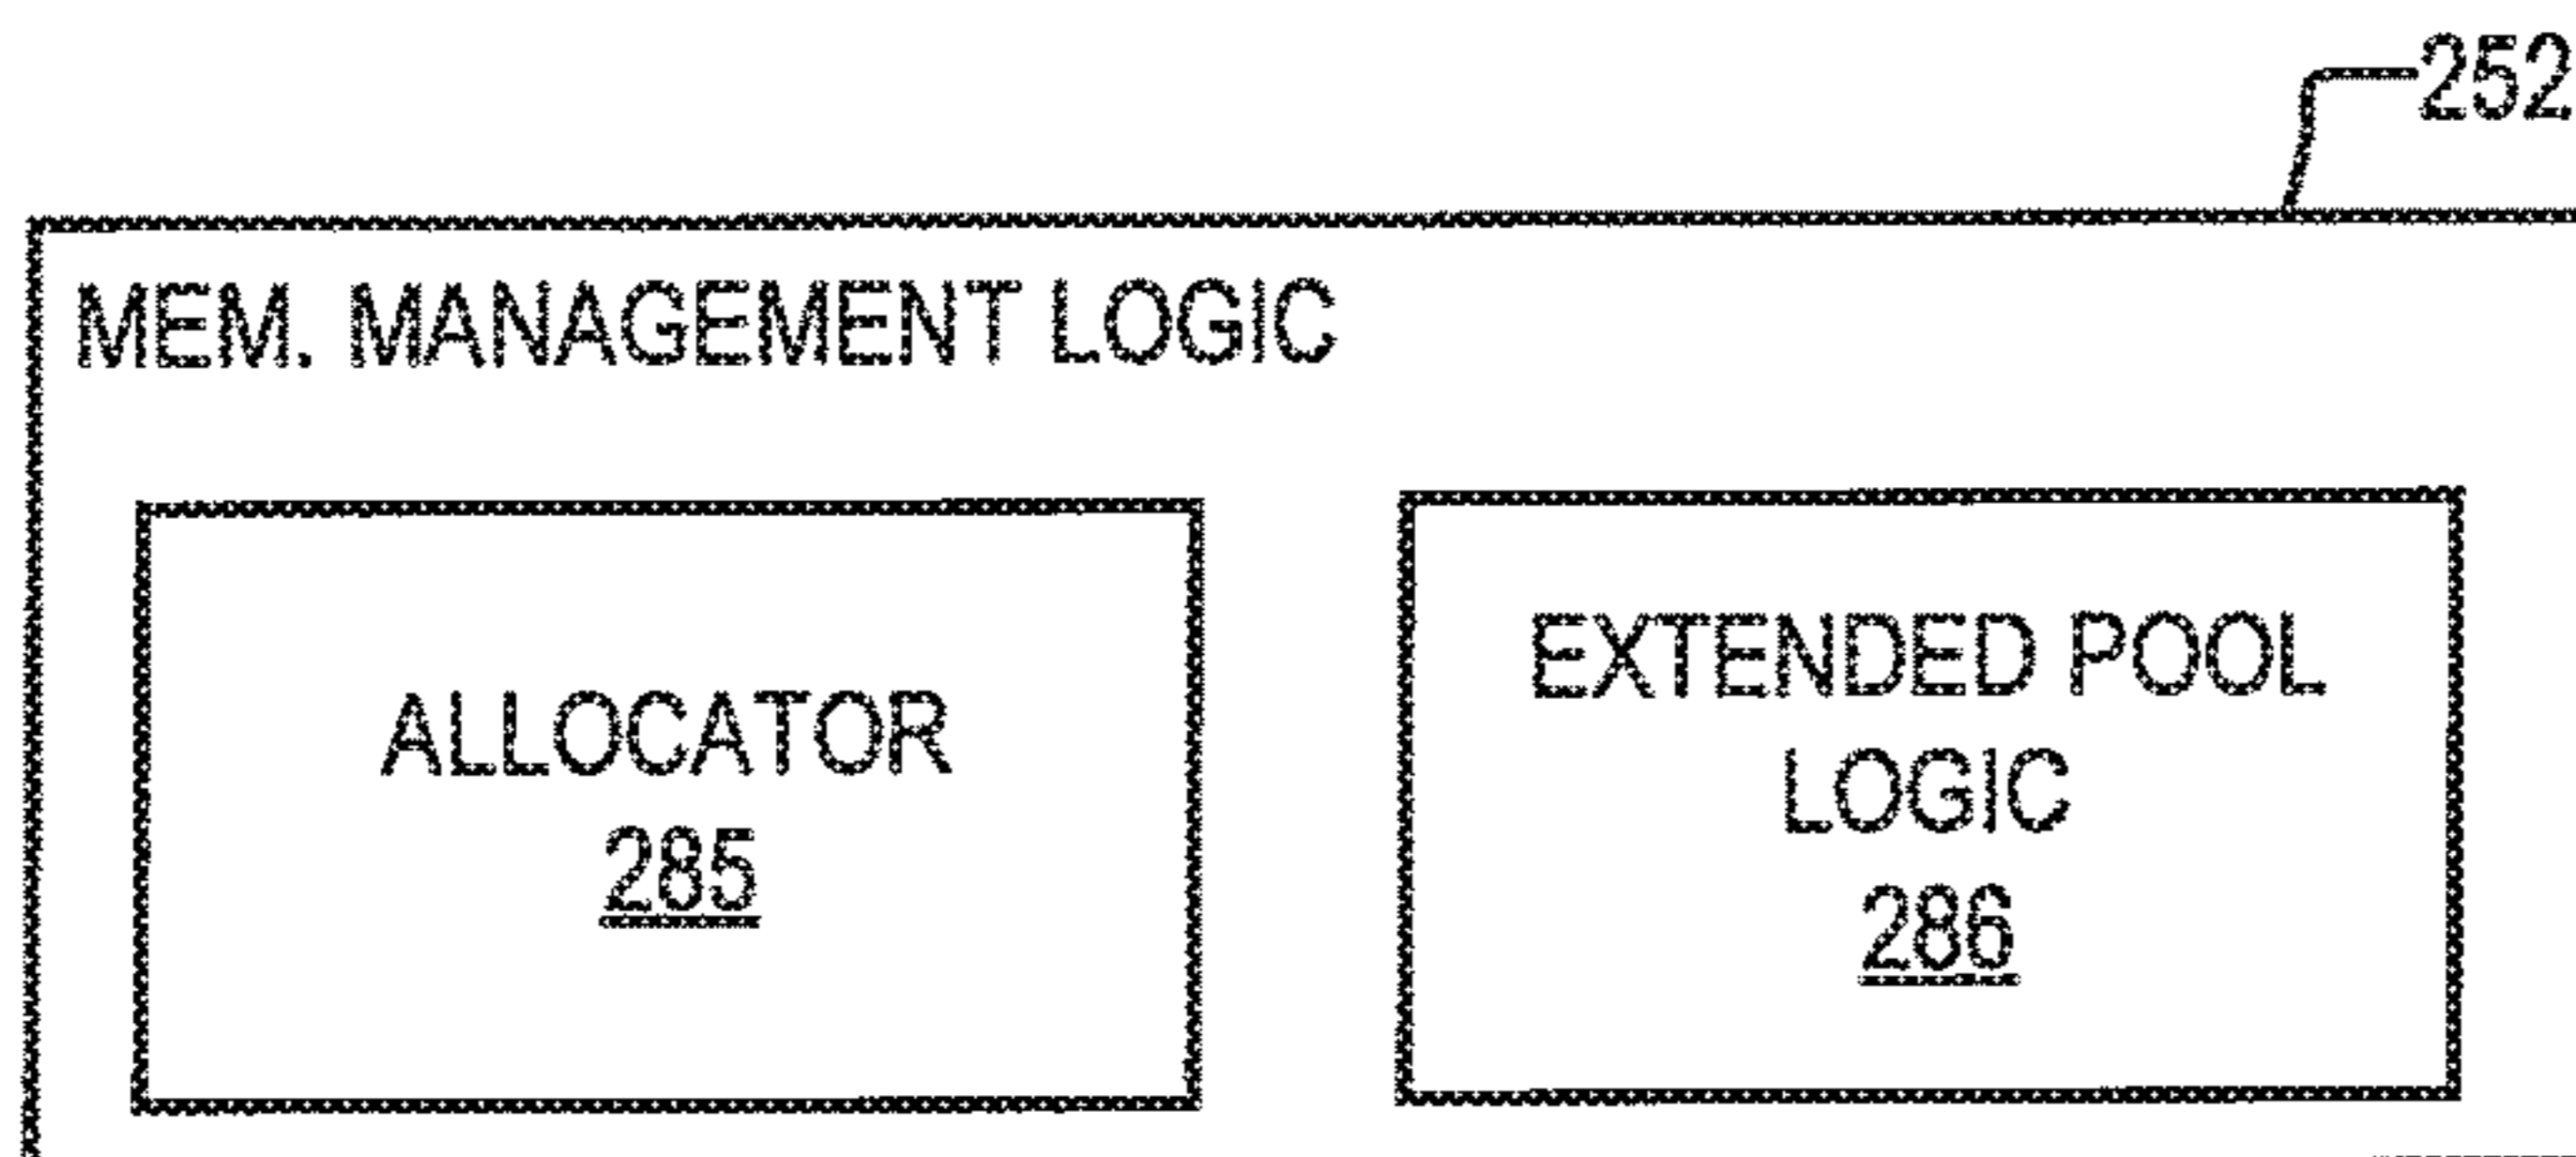 252
MEM. MANAGEMENT LOGIC
ALLOCATOR
285
EXTENDED POOL
LOGIC
286